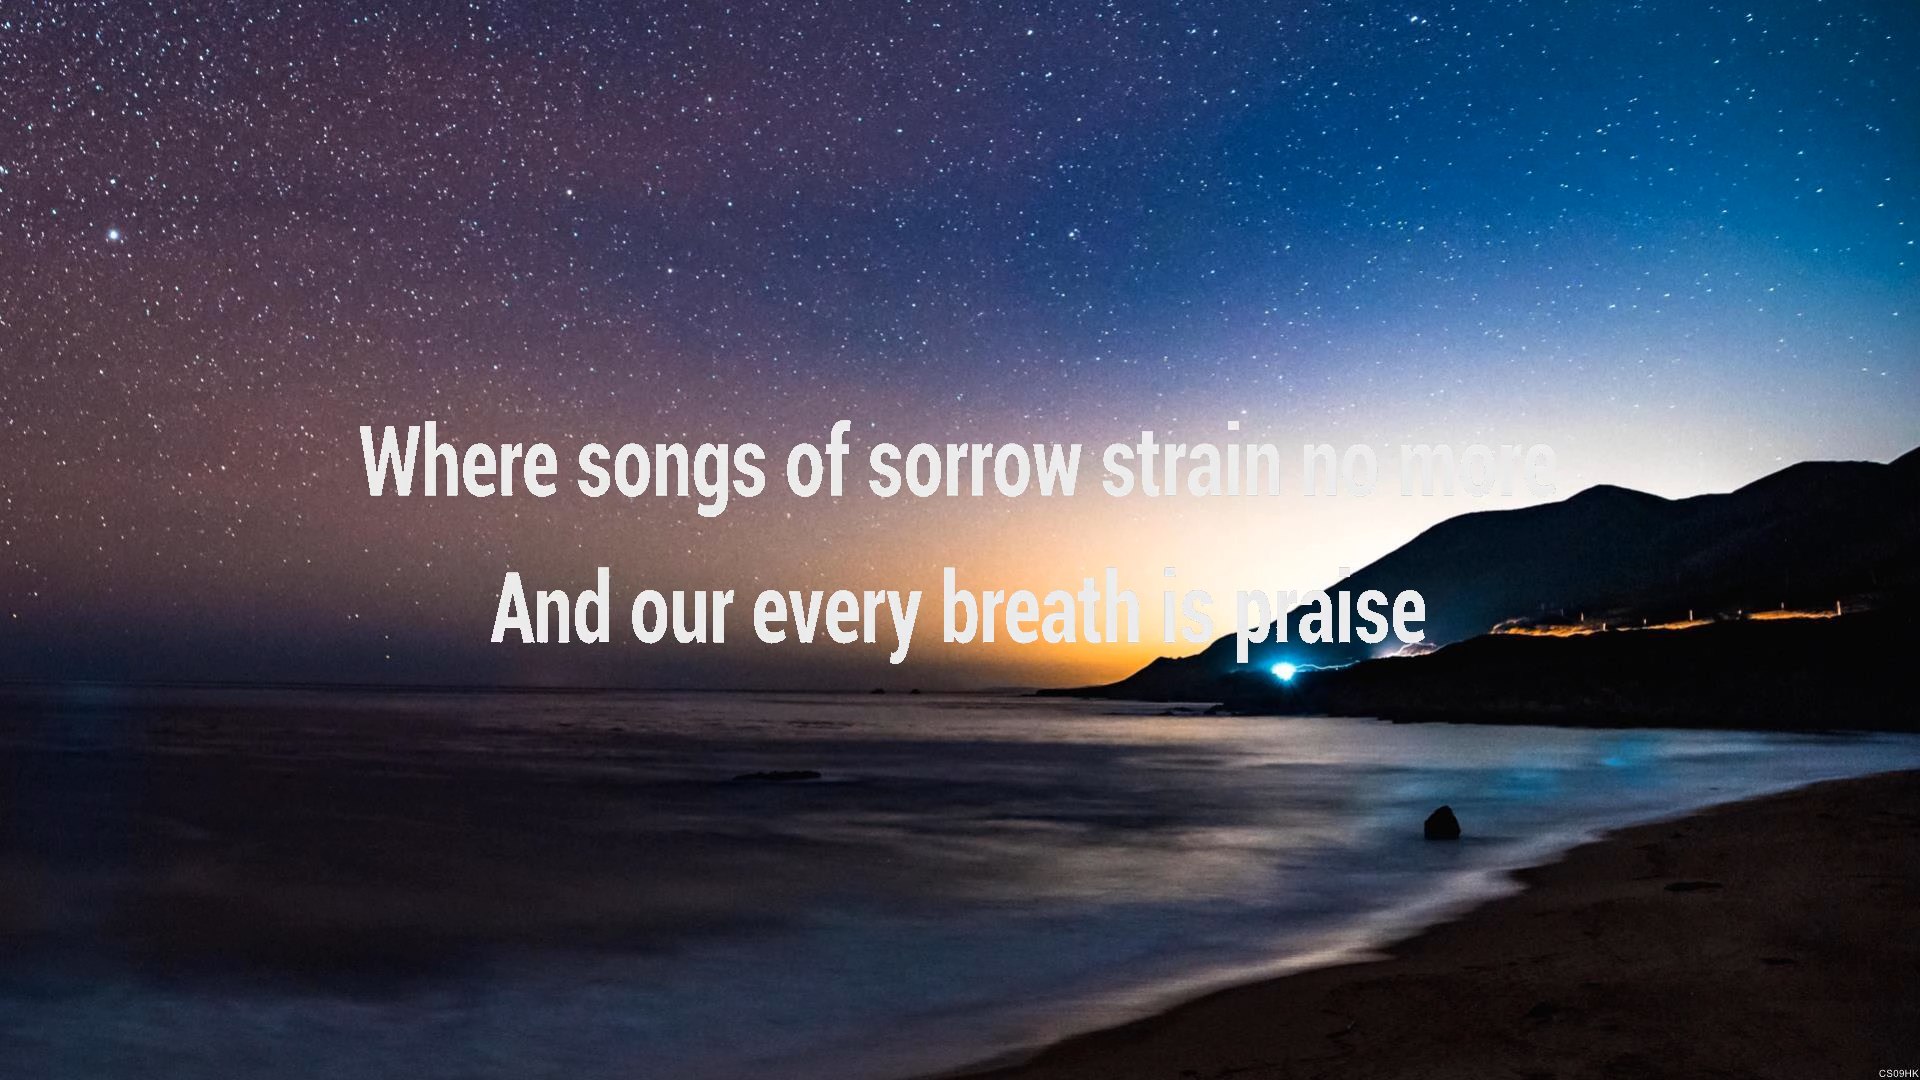 Where songs of sorrow strain no more
And our every breath is praise
CS09HK